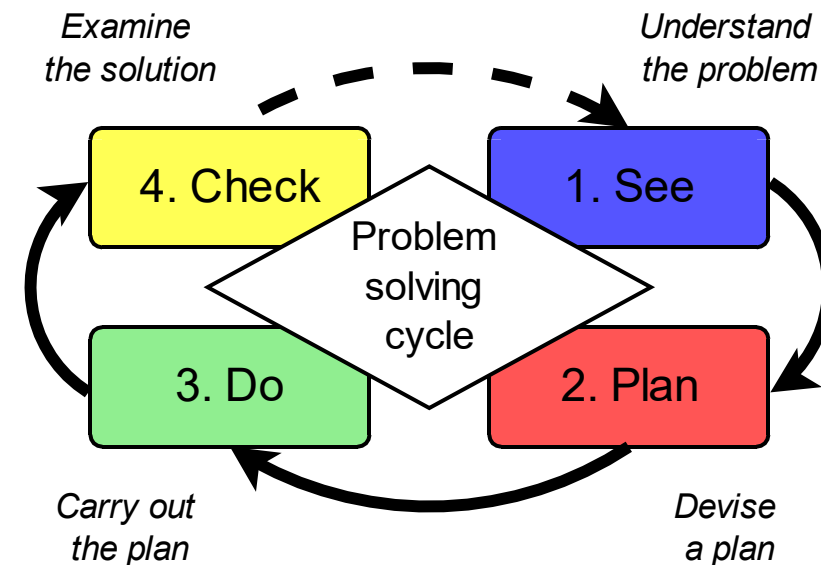 Examine
the solution
Understand
the problem
4. Check
1. See
Problem
solving
cycle
3. Do
2. Plan
Carry out
the plan
Devise
a plan